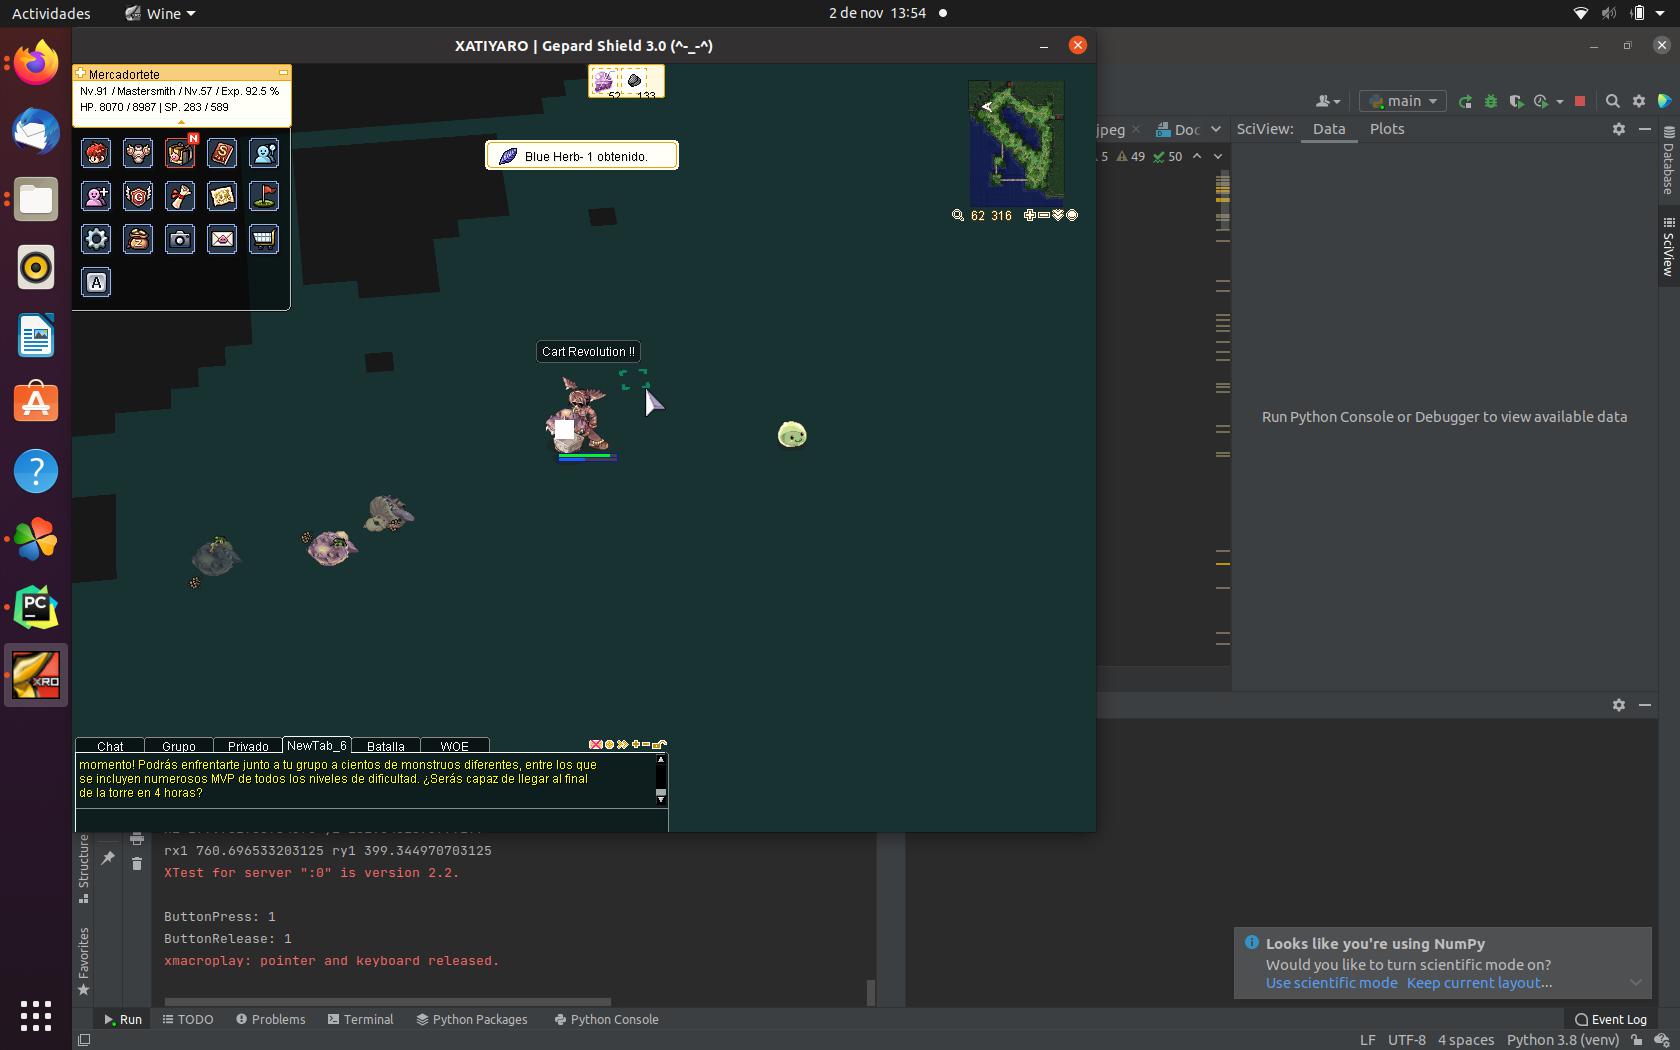 Actividades
Wine
2 de nov 13:54
XATIYARO | Gepard Shield 3.0 (^-_-^)
Mercadortete
Nv.91 / Mastersmith / Nv.57 / Exp. 92.5 %
HP. 8070 / 8987 | SP. 283 / 589
N
A
52 133
Blue Herb- 1 obtenido.
62 316
Cart Revolution !!
Chat Grupo Privado NewTab_6 Batalla WOE
momento! Podrás enfrentarte junto a tu grupo a cientos de monstruos diferentes, entre los que
se incluyen numerosos MVP de todos los niveles de dificultad. ¿Serás capaz de llegar al final
de la torre en 4 horas?
main
jpeg
Doc
SciView: Data Plots
5 49 50
Database
SciView
Run Python Console or Debugger to view available data
PC
XRO
Structure
Favorites
rx1 760.696533203125 ry1 399.344970703125
XTest for server ":0" is version 2.2.
ButtonPress: 1
ButtonRelease: 1
xmacroplay: pointer and keyboard released.
Looks like you're using NumPy
Would you like to turn scientific mode on?
Use scientific mode Keep current layout...
Run TODO Problems Terminal Python Packages Python Console
Event Log
LF UTF-8 4 spaces Python 3.8 (venv)